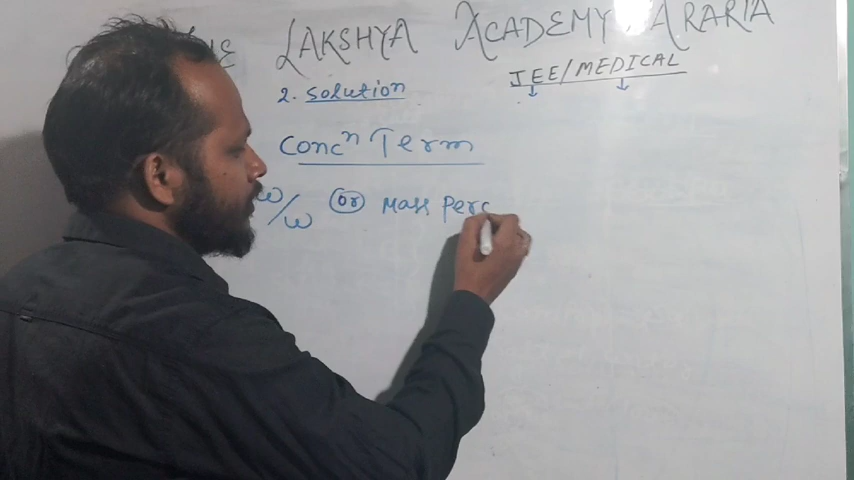 LAKSHYA ACADEMY ARARIA
JEE/MEDICAL
2. Solution
Concⁿ Term
w/w or Mass Perc